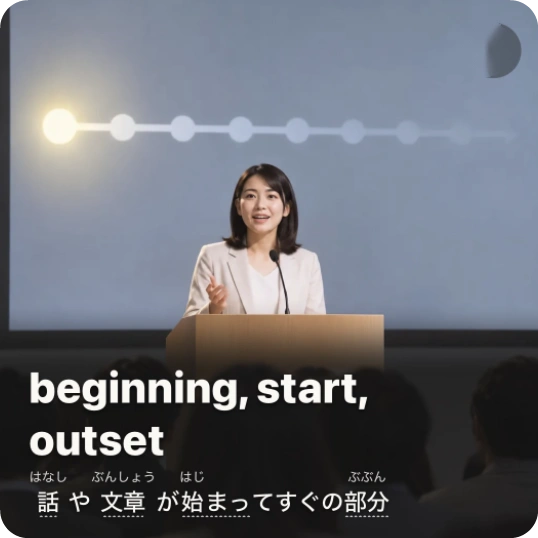 beginning, start,
outset
はなし ぶんしょう はじ ぶぶん
話 や 文章 が始まってすぐの部分